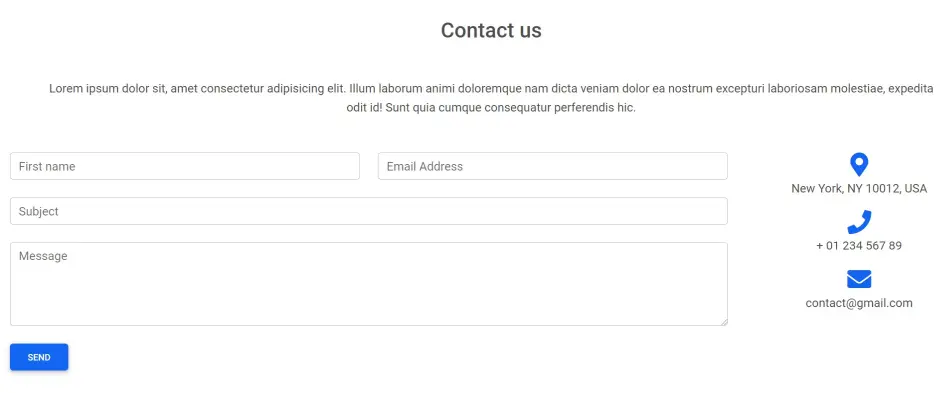 Contact us
Lorem ipsum dolor sit, amet consectetur adipisicing elit. Illum laborum animi doloremque nam dicta veniam dolor ea nostrum excepturi laboriosam molestiae, expedita
odit id! Sunt quia cumque consequatur perferendis hic.
First name
Email Address
Subject
Message
SEND
New York, NY 10012, USA
+ 01 234 567 89
contact@gmail.com